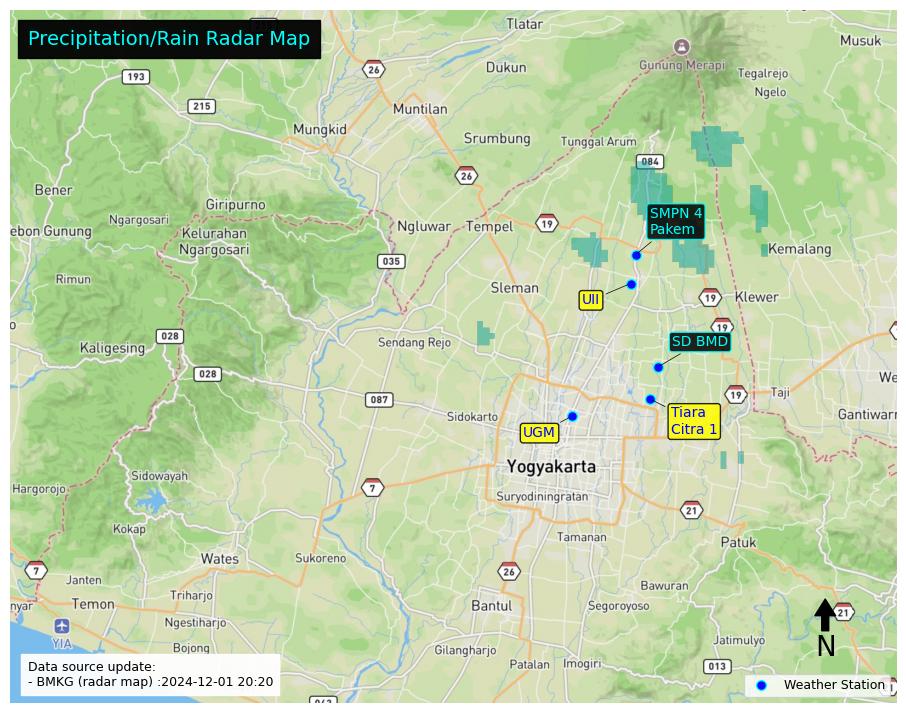 Precipitation/Rain Radar Map
Tlatar
Musuk
26
Gunung Merapi
Dukun
193
Tegalrejo
Ngelo
215
Muntilan
Mungkid
Srumbung
Tunggal Arum
084
26
Bener
Giripurno
SMPN 4
Pakem
Ngargosari
Kelurahan
Ngargosari
ebon Gunung
Ngluwar
Tempel
19
Kemalang
035
Rimun
Sleman
UII
19
Klewer
19
028
Kaligesing
Sendang Rejo
SD BMD
028
We
087
19
Taji
Sidokarto
Tiara
Citra 1
Gantiwarr
UGM
Yogyakarta
Sidowayah
Hargorojo
7
Suryodiningratan
21
Kokap
Tamanan
Patuk
Wates
Sukoreno
7
Janten
26
Bawuran
nyar
Temon
Triharjo
Bantul
Segoroyoso
21
Ngestiharjo
YIA
N
Bojong
Gilangharjo
Jatimulyo
Patalan
Imogiri
013
Data source update:
- BMKG (radar map) :2024-12-01 20:20
Weather Station